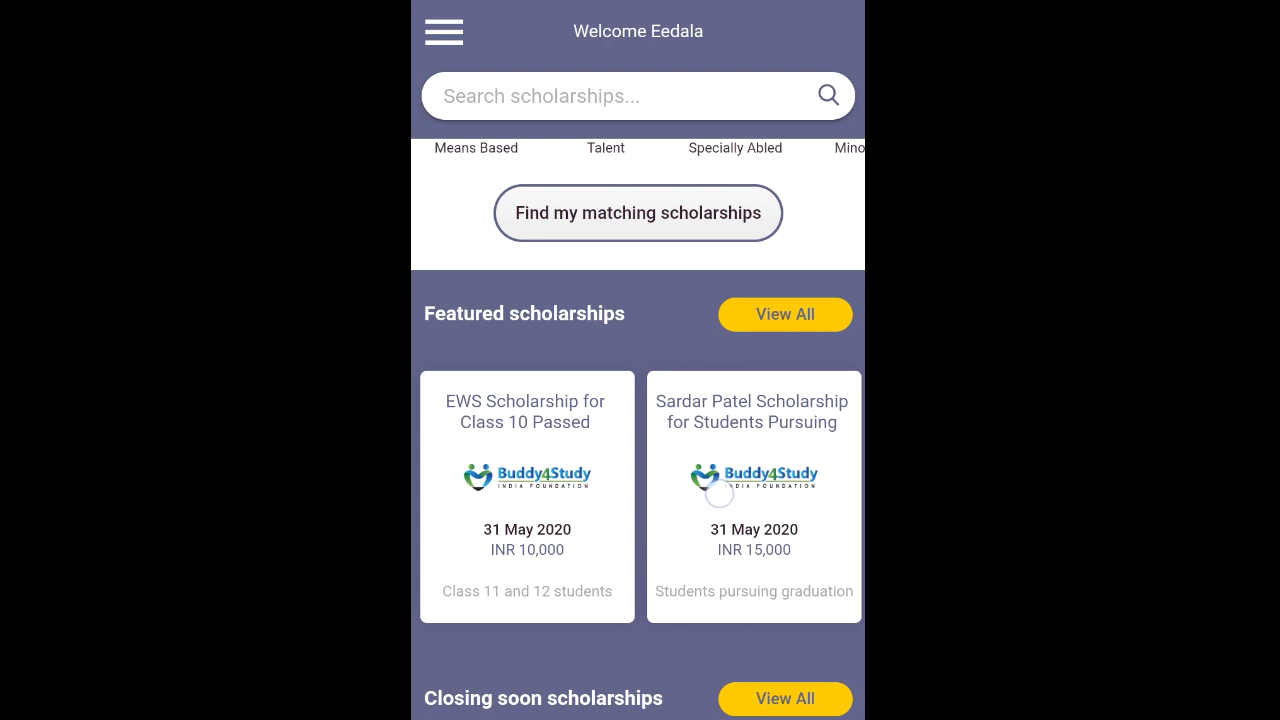 Welcome Eedala
Search scholarships...
Means Based
Talent
Specially Abled
Mino
Find my matching scholarships
Featured scholarships
View All
EWS Scholarship for
Class 10 Passed
Buddy4Study
INDIA FOUNDATION
31 May 2020
INR 10,000
Class 11 and 12 students
Sardar Patel Scholarship
for Students Pursuing
Buddy4Study
INDIA FOUNDATION
31 May 2020
INR 15,000
Students pursuing graduation
Closing soon scholarships
View All